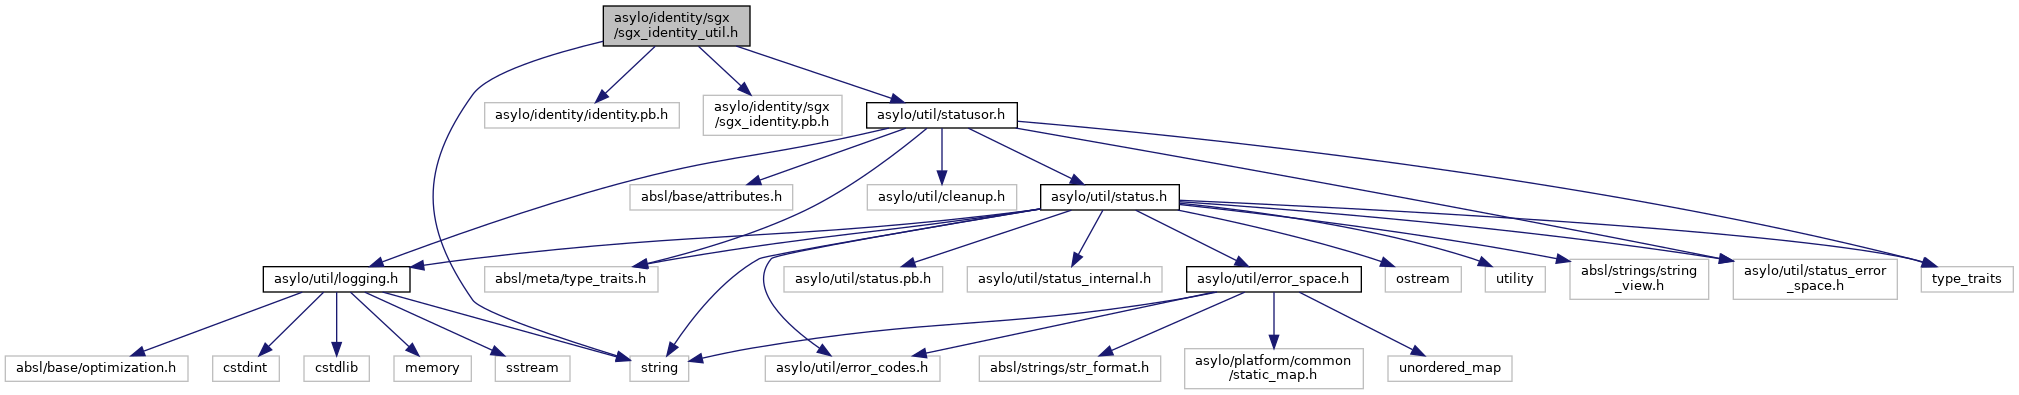 asylo/identity/sgx
/sgx_identity_util.h
asylo/identity/identity.pb.h
asylo/identity/sgx
/sgx_identity.pb.h
asylo/util/statusor.h
absl/base/attributes.h
asylo/util/cleanup.h
asylo/util/status.h
asylo/util/logging.h
absl/meta/type_traits.h
asylo/util/status.pb.h
asylo/util/status_internal.h
asylo/util/error_space.h
ostream
utility
absl/strings/string
_view.h
asylo/util/status_error
_space.h
type_traits
absl/base/optimization.h
cstdint
cstdlib
memory
sstream
string
asylo/util/error_codes.h
absl/strings/str_format.h
asylo/platform/common
/static_map.h
unordered_map